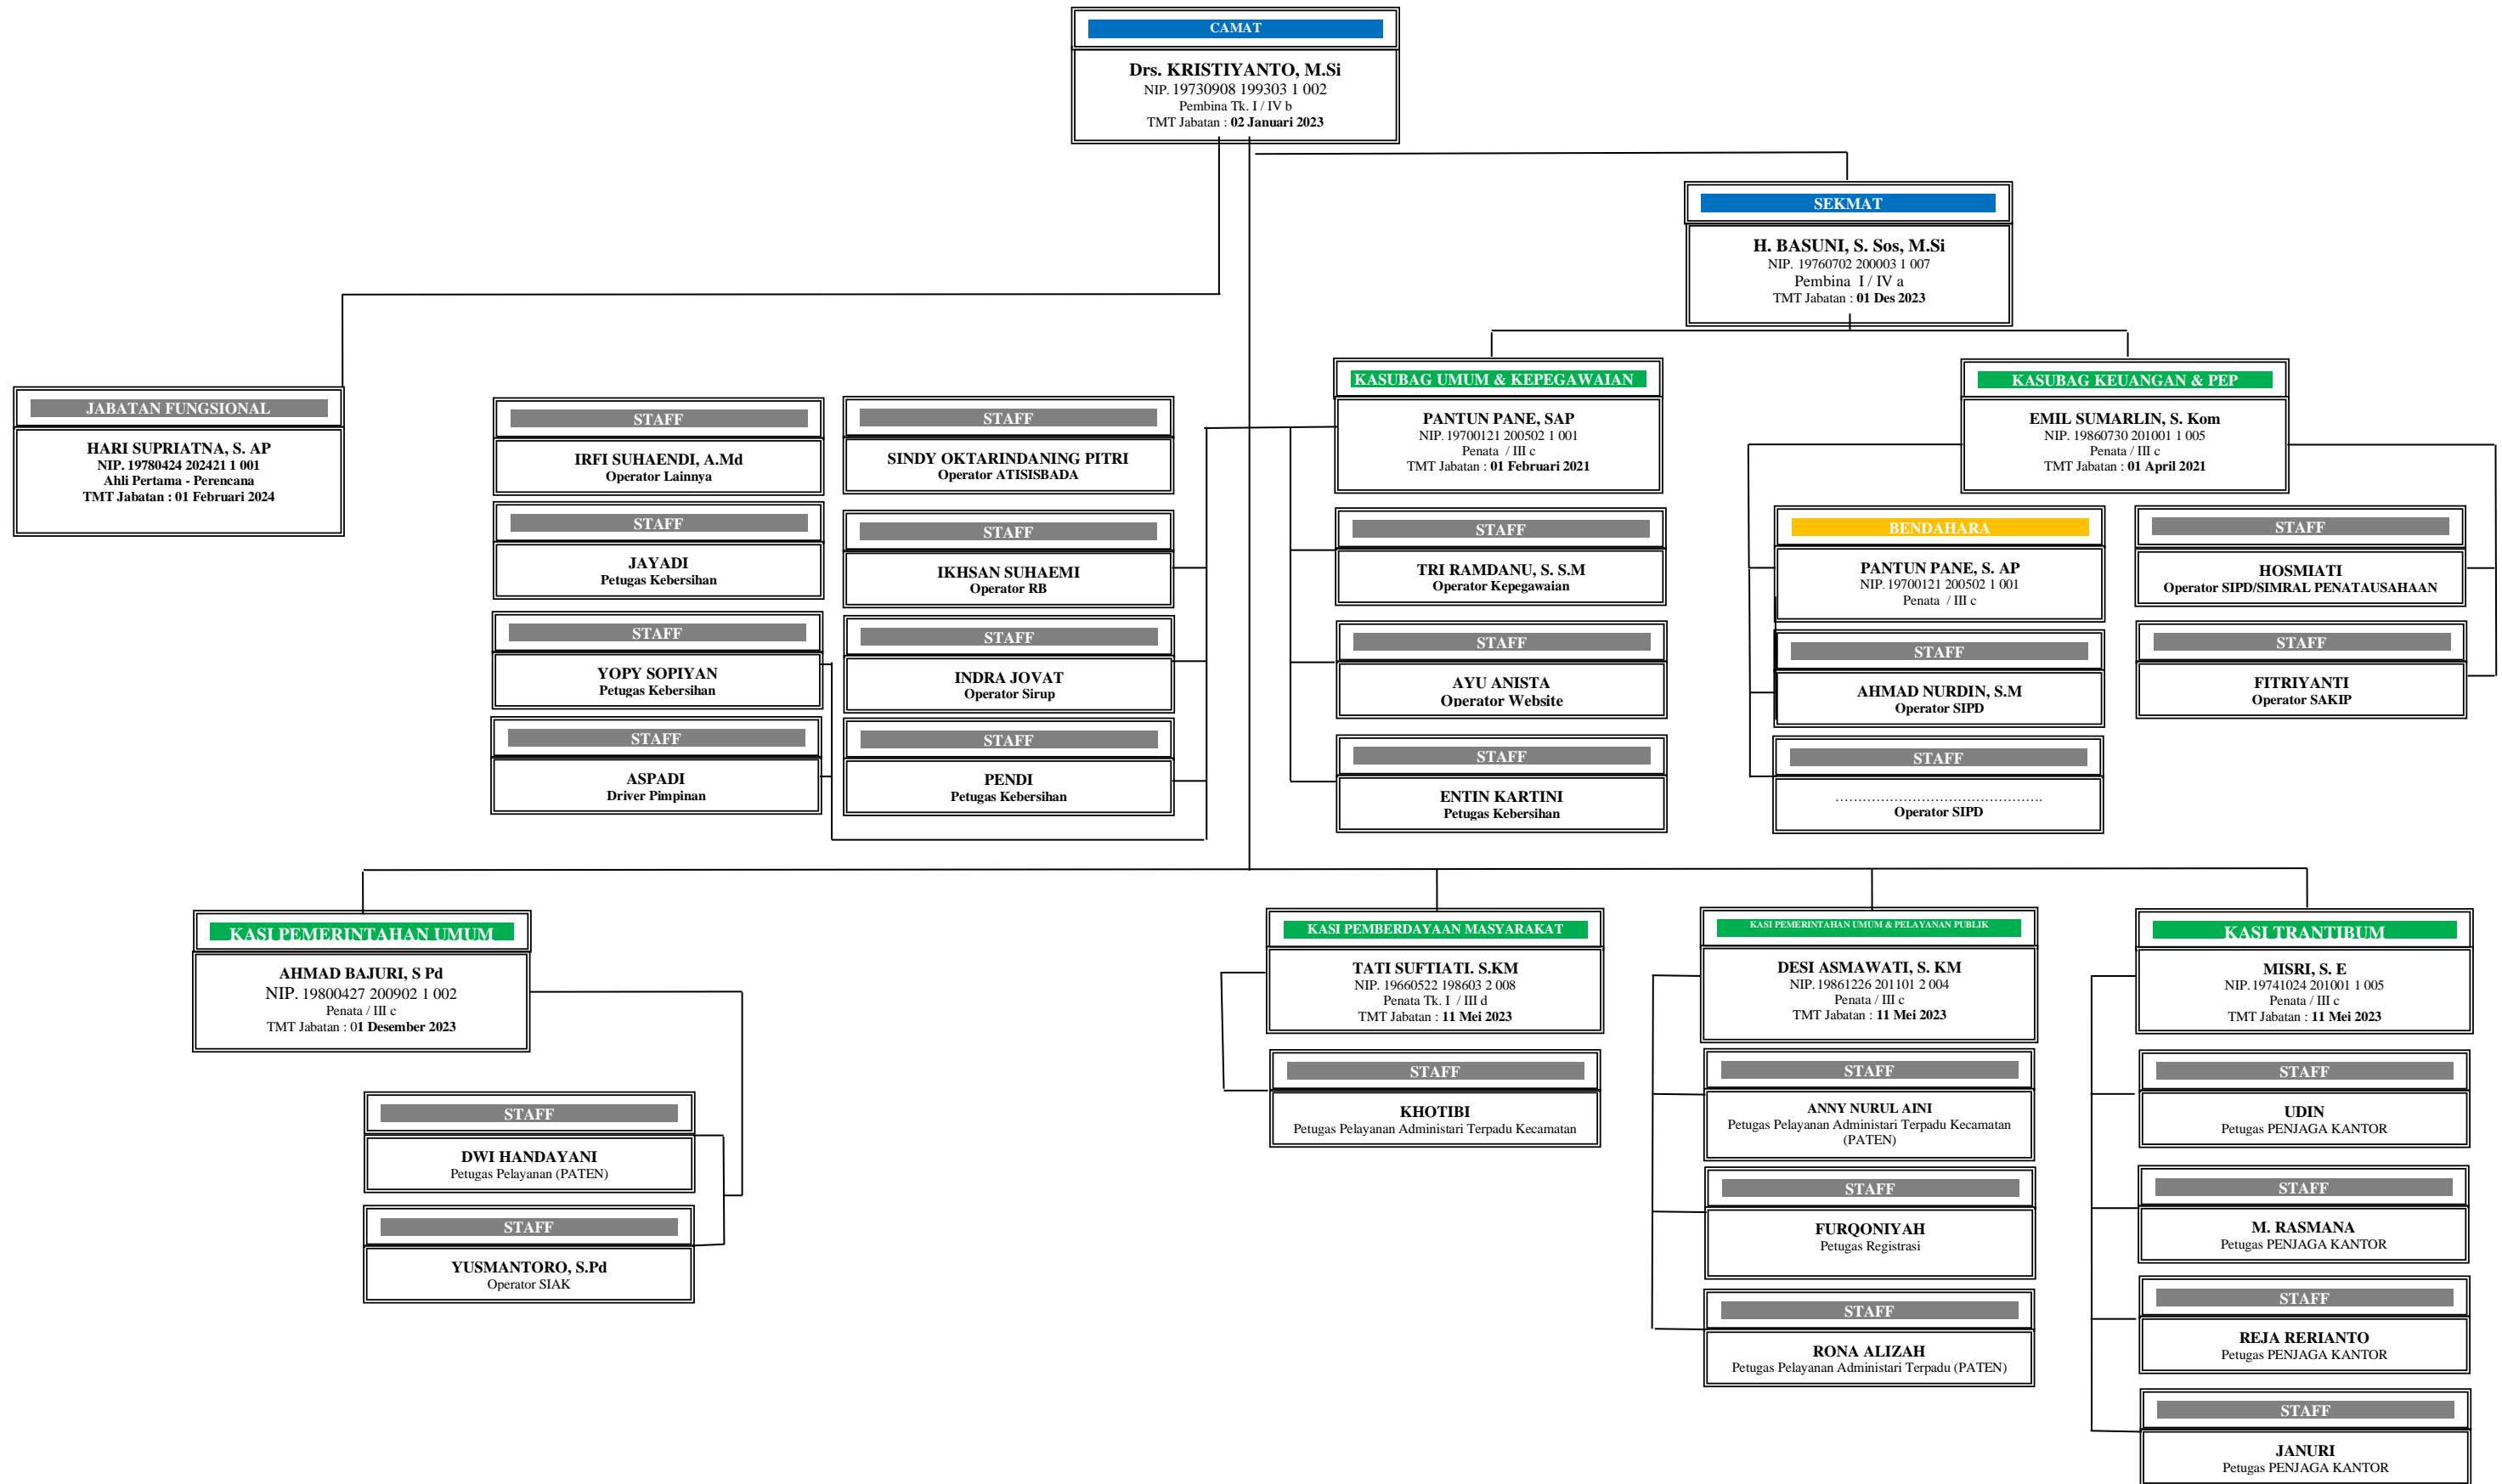 CAMAT
Drs. KRISTIYANTO, M.Si
NIP. 19730908 199303 1 002
Pembina Tk. I / IV b
TMT Jabatan : 02 Januari 2023
SEKMAT
H. BASUNI, S. Sos, M.Si
NIP. 19760702 200003 1 007
Pembina I / IV a
TMT Jabatan : 01 Des 2023
JABATAN FUNGSIONAL
HARI SUPRIATNA, S. AP
NIP. 19780424 202421 1 001
Ahli Pertama - Perencana
TMT Jabatan : 01 Februari 2024
STAFF
IRFI SUHAENDI, A.Md
Operator Lainnya
STAFF
JAYADI
Petugas Kebersihan
STAFF
YOPY SOPIYAN
Petugas Kebersihan
STAFF
ASPADI
Driver Pimpinan
STAFF
SINDY OKTARINDANING PITRI
Operator ATISISBADA
STAFF
IKHSAN SUHAEMI
Operator RB
STAFF
INDRA JOVAT
Operator Sirup
STAFF
PENDI
Petugas Kebersihan
KASUBAG UMUM & KEPEGAWAIAN
PANTUN PANE, SAP
NIP. 19700121 200502 1 001
Penata / III c
TMT Jabatan : 01 Februari 2021
STAFF
TRI RAMDANU, S. S.M
Operator Kepegawaian
STAFF
AYU ANISTA
Operator Website
STAFF
ENTIN KARTINI
Petugas Kebersihan
KASUBAG KEUANGAN & PEP
EMIL SUMARLIN, S. Kom
NIP. 19860730 201001 1 005
Penata / III c
TMT Jabatan : 01 April 2021
BENDAHARA
PANTUN PANE, S. AP
NIP. 19700121 200502 1 001
Penata / III c
STAFF
AHMAD NURDIN, S.M
Operator SIPD
STAFF
……………………………………….
Operator SIPD
STAFF
HOSMIATI
Operator SIPD/SIMRAL PENATAUSAHAAN
STAFF
FITRIYANTI
Operator SAKIP
KASI PEMERINTAHAN UMUM
AHMAD BAJURI, S Pd
NIP. 19800427 200902 1 002
Penata / III c
TMT Jabatan : 01 Desember 2023
STAFF
DWI HANDAYANI
Petugas Pelayanan (PATEN)
STAFF
YUSMANTORO, S.Pd
Operator SIAK
KASI PEMBERDAYAAN MASYARAKAT
TATI SUFTIATI. S.KM
NIP. 19660522 198603 2 008
Penata Tk. I / III d
TMT Jabatan : 11 Mei 2023
STAFF
KHOTIBI
Petugas Pelayanan Administari Terpadu Kecamatan
KASI PEMERINTAHAN UMUM & PELAYANAN PUBLIK
DESI ASMAWATI, S. KM
NIP. 19861226 201101 2 004
Penata / III c
TMT Jabatan : 11 Mei 2023
STAFF
ANNY NURUL AINI
Petugas Pelayanan Administari Terpadu Kecamatan
(PATEN)
STAFF
FURQONIYAH
Petugas Registrasi
STAFF
RONA ALIZAH
Petugas Pelayanan Administari Terpadu (PATEN)
KASI TRANTIBUM
MISRI, S. E
NIP. 19741024 201001 1 005
Penata / III c
TMT Jabatan : 11 Mei 2023
STAFF
UDIN
Petugas PENJAGA KANTOR
STAFF
M. RASMANA
Petugas PENJAGA KANTOR
STAFF
REJA RERIANTO
Petugas PENJAGA KANTOR
STAFF
JANURI
Petugas PENJAGA KANTOR